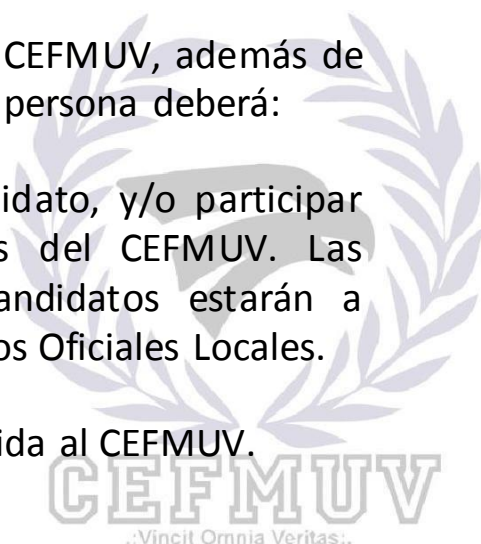 CEFMUV, además de
persona deberá:
idato, y/o participar
s del CEFMUV. Las
andidatos estarán a
os Oficiales Locales.
ida al CEFMUV.
CEFMUV
.:Vincit Omnia Veritas:.